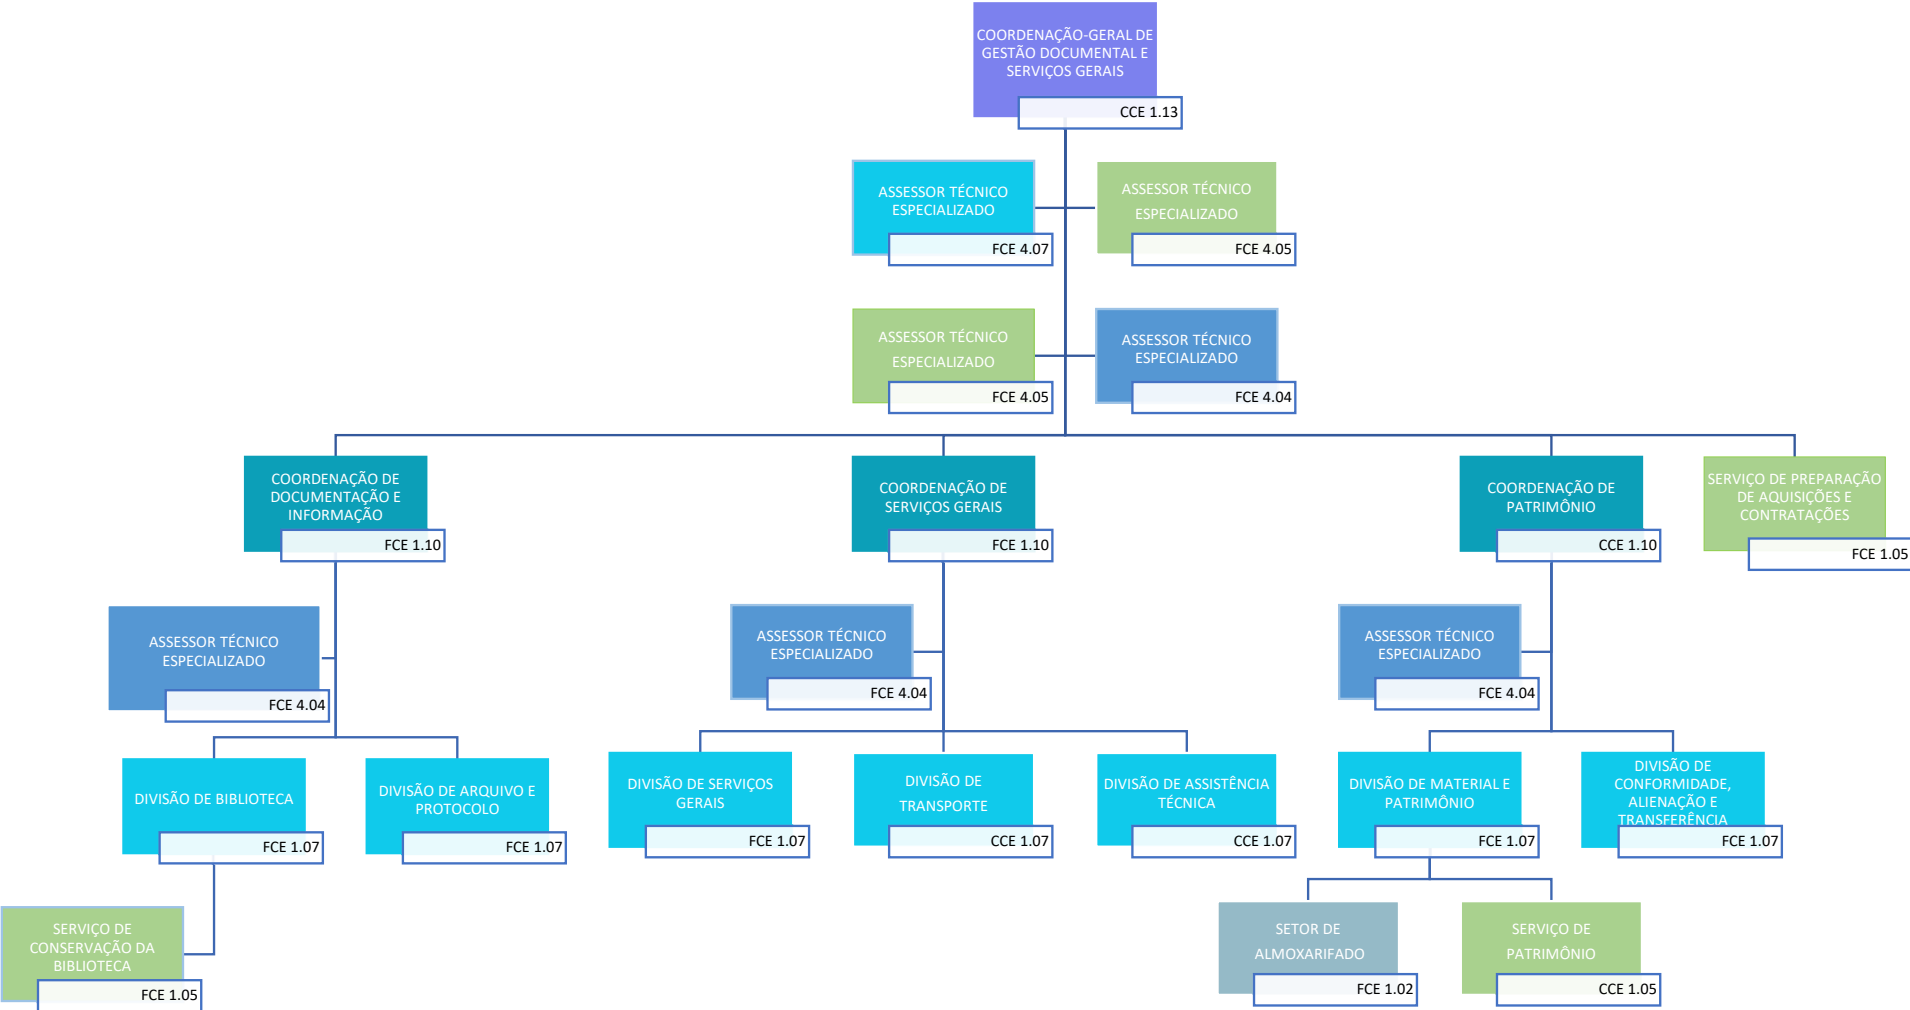 COORDENAÇÃO-GERAL DE
GESTÃO DOCUMENTAL E
SERVIÇOS GERAIS
CCE 1.13
ASSESSOR TÉCNICO
ESPECIALIZADO
FCE 4.07
ASSESSOR TÉCNICO
ESPECIALIZADO
FCE 4.05
ASSESSOR TÉCNICO
ESPECIALIZADO
FCE 4.05
ASSESSOR TÉCNICO
ESPECIALIZADO
FCE 4.04
COORDENAÇÃO DE
DOCUMENTAÇÃO E
INFORMAÇÃO
FCE 1.10
COORDENAÇÃO DE
SERVIÇOS GERAIS
FCE 1.10
COORDENAÇÃO DE
PATRIMÔNIO
CCE 1.10
SERVIÇO DE PREPARAÇÃO
DE AQUISIÇÕES E
CONTRATAÇÕES
FCE 1.05
ASSESSOR TÉCNICO
ESPECIALIZADO
FCE 4.04
ASSESSOR TÉCNICO
ESPECIALIZADO
FCE 4.04
ASSESSOR TÉCNICO
ESPECIALIZADO
FCE 4.04
DIVISÃO DE BIBLIOTECA
FCE 1.07
DIVISÃO DE ARQUIVO E
PROTOCOLO
FCE 1.07
DIVISÃO DE SERVIÇOS
GERAIS
FCE 1.07
DIVISÃO DE
TRANSPORTE
CCE 1.07
DIVISÃO DE ASSISTÊNCIA
TÉCNICA
CCE 1.07
DIVISÃO DE MATERIAL E
PATRIMÔNIO
FCE 1.07
DIVISÃO DE
CONFORMIDADE,
ALIENAÇÃO E
TRANSFERÊNCIA
FCE 1.07
SERVIÇO DE
CONSERVAÇÃO DA
BIBLIOTECA
FCE 1.05
SETOR DE
ALMOXARIFADO
FCE 1.02
SERVIÇO DE
PATRIMÔNIO
CCE 1.05